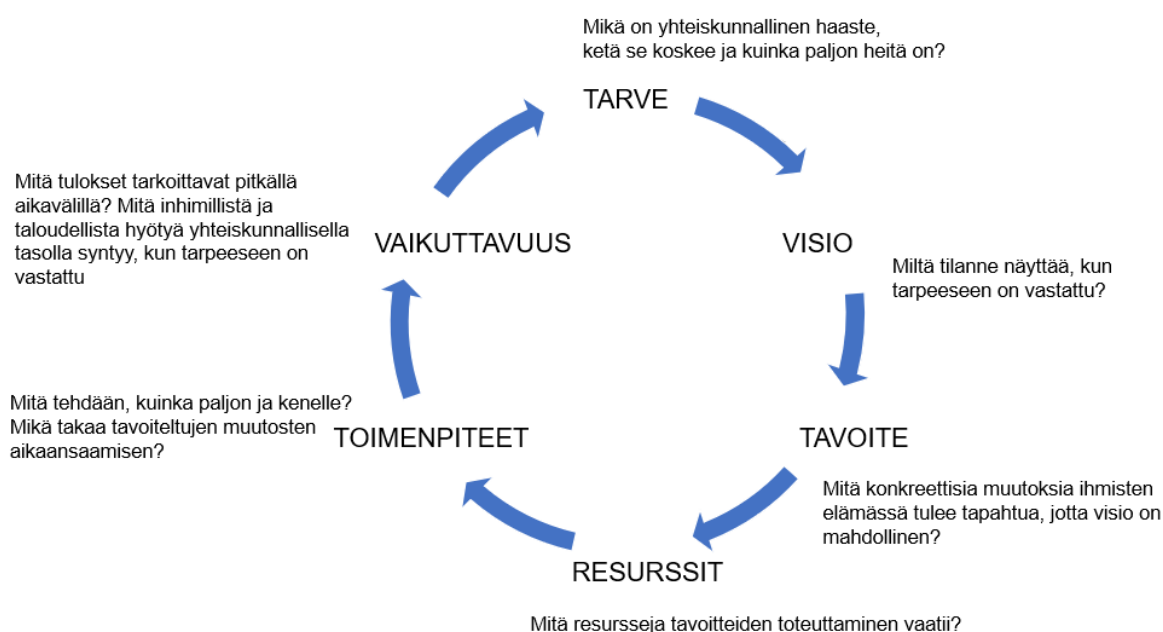 Mikä on yhteiskunnallinen haaste,
ketä se koskee ja kuinka paljon heitä on?
TARVE
VISIO
Miltä tilanne näyttää, kun
tarpeeseen on vastattu?
TAVOITE
Mitä konkreettisia muutoksia ihmisten
elämässä tulee tapahtua, jotta visio on
mahdollinen?
RESURSSIT
Mitä resursseja tavoitteiden toteuttaminen vaatii?
TOIMENPITEET
Mitä tehdään, kuinka paljon ja kenelle?
Mikä takaa tavoiteltujen muutosten
aikaansaamisen?
VAIKUTTAVUUS
Mitä tulokset tarkoittavat pitkällä
aikavälillä? Mitä inhimillistä ja
taloudellista hyötyä yhteiskunnallisella
tasolla syntyy, kun tarpeeseen on
vastattu